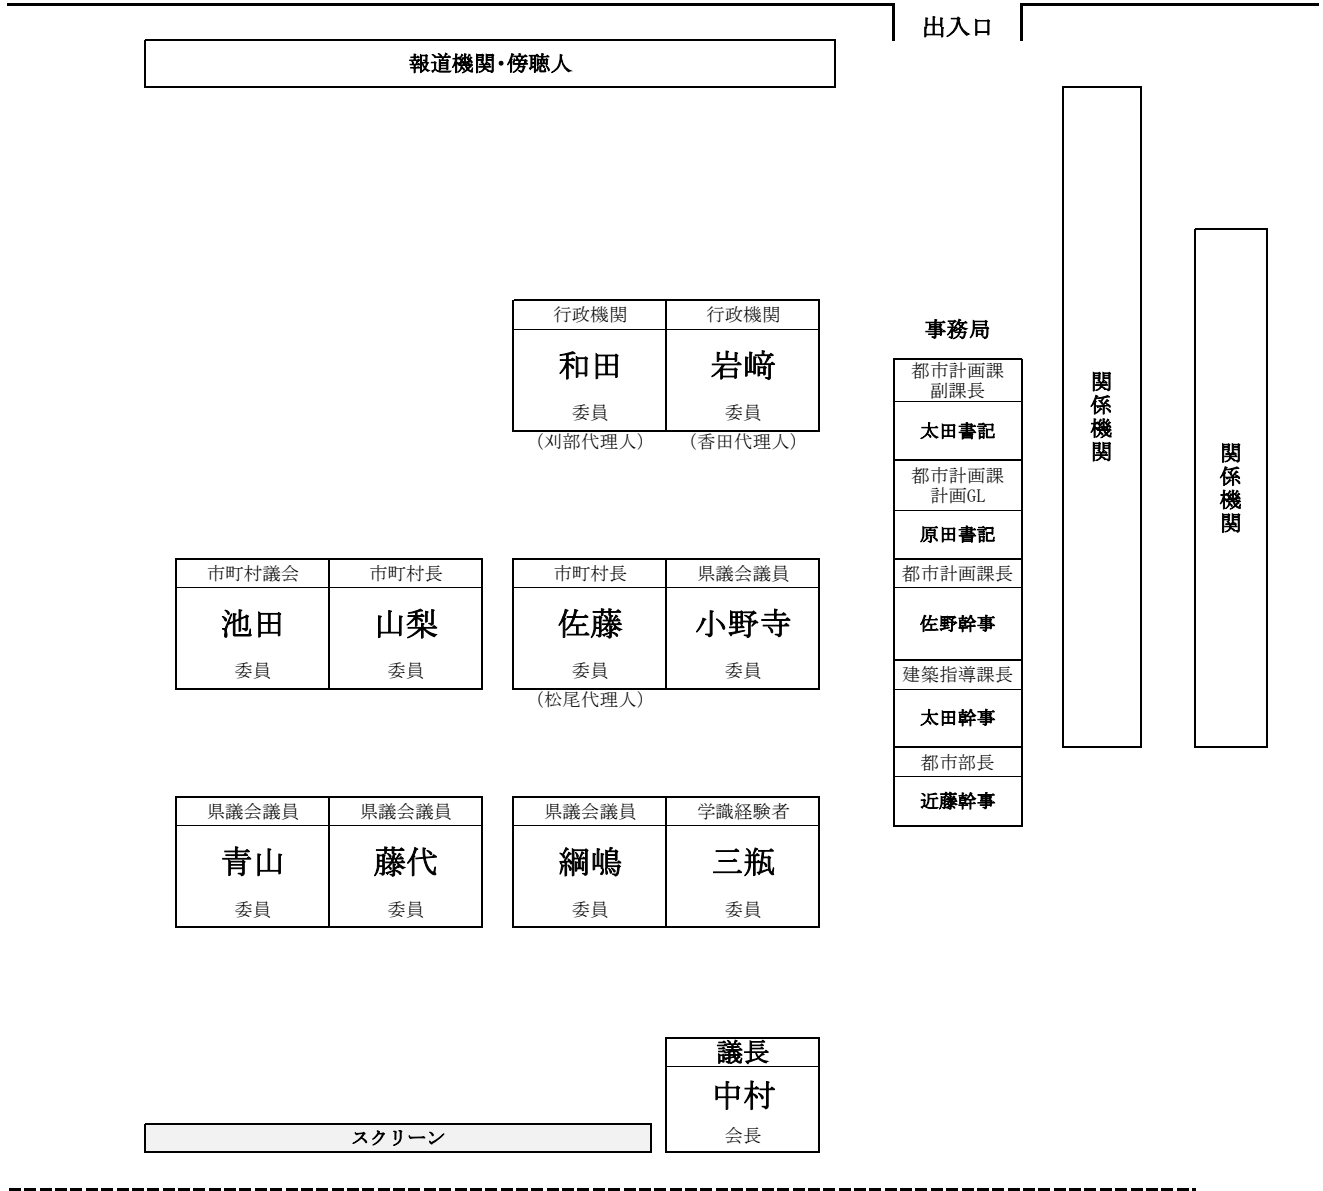 出入口
報道機関・傍聴人
行政機関
和田
委員
(刈部代理人)
行政機関
岩﨑
委員
(香田代理人)
市町村議会
池田
委員
市町村長
山梨
委員
市町村長
佐藤
委員
(松尾代理人)
県議会議員
小野寺
委員
県議会議員
青山
委員
県議会議員
藤代
委員
県議会議員
綱嶋
委員
学識経験者
三瓶
委員
議長
中村
会長
スクリーン
事務局
都市計画課
副課長
太田書記
都市計画課
計画GL
原田書記
都市計画課長
佐野幹事
建築指導課長
太田幹事
都市部長
近藤幹事
関係機関
関係機関